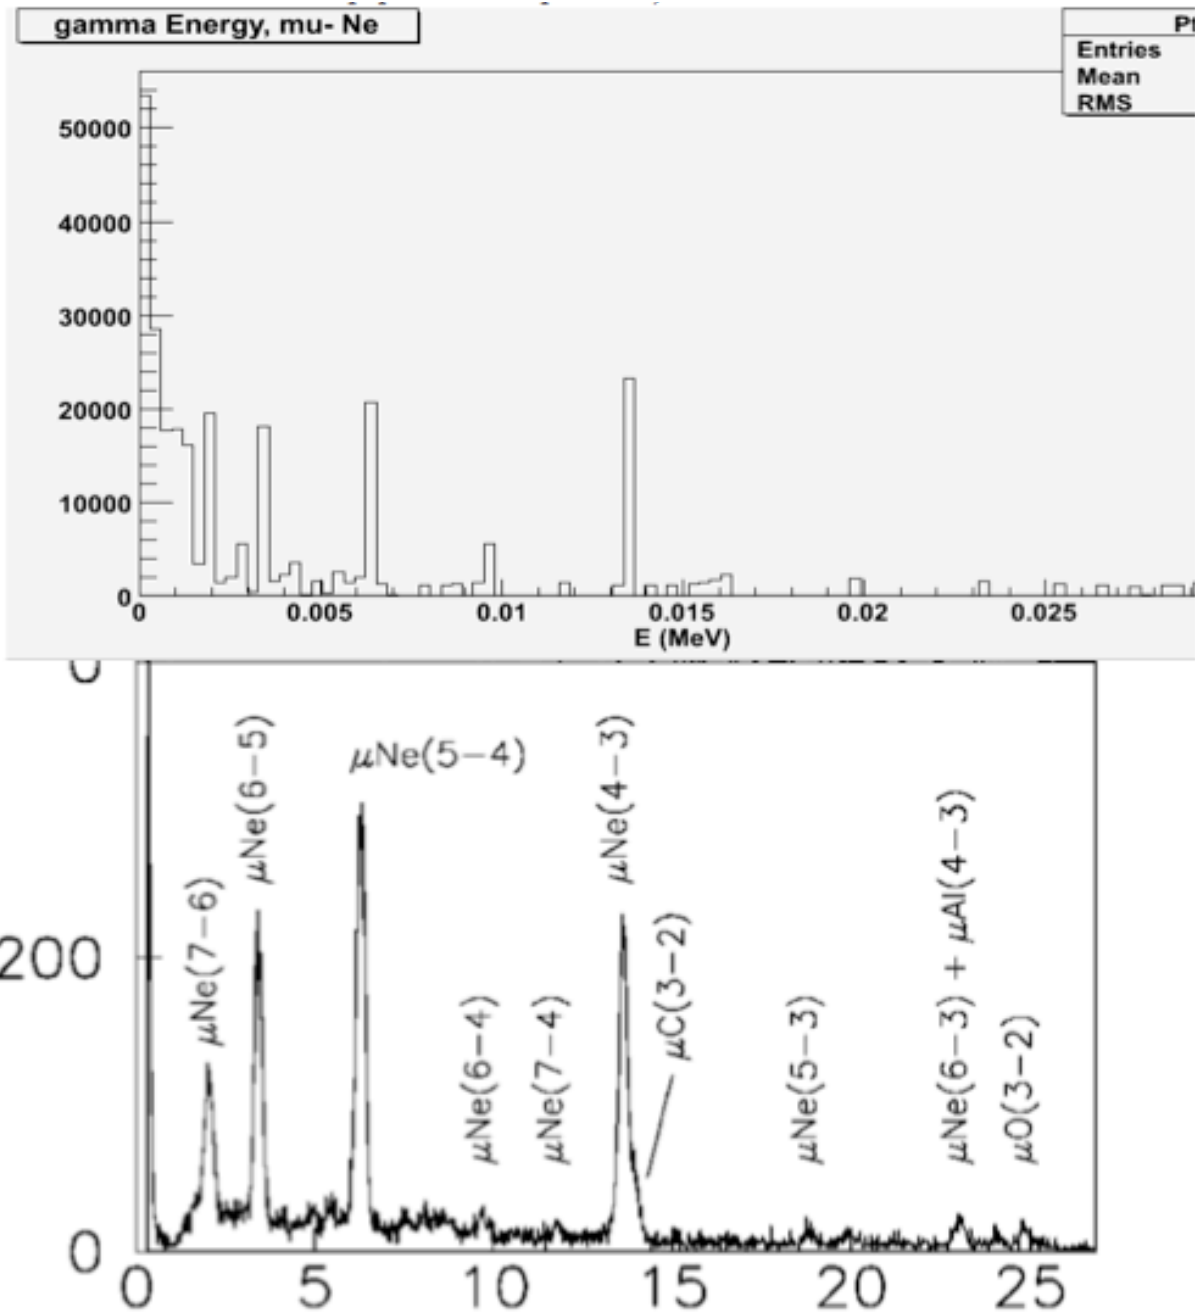 gamma Energy, mu- Ne
Entries
Mean
RMS
50000
40000
30000
20000
10000
0
0 0.005 0.01 0.015 0.02 0.025
E (MeV)
μNe(7−6)
μNe(6−5)
μNe(5−4)
μNe(6−4)
μNe(7−4)
μNe(4−3)
μC(3−2)
μNe(5−3)
μNe(6−3) + μAl(4−3)
μO(3−2)
200
0
0 5 10 15 20 25